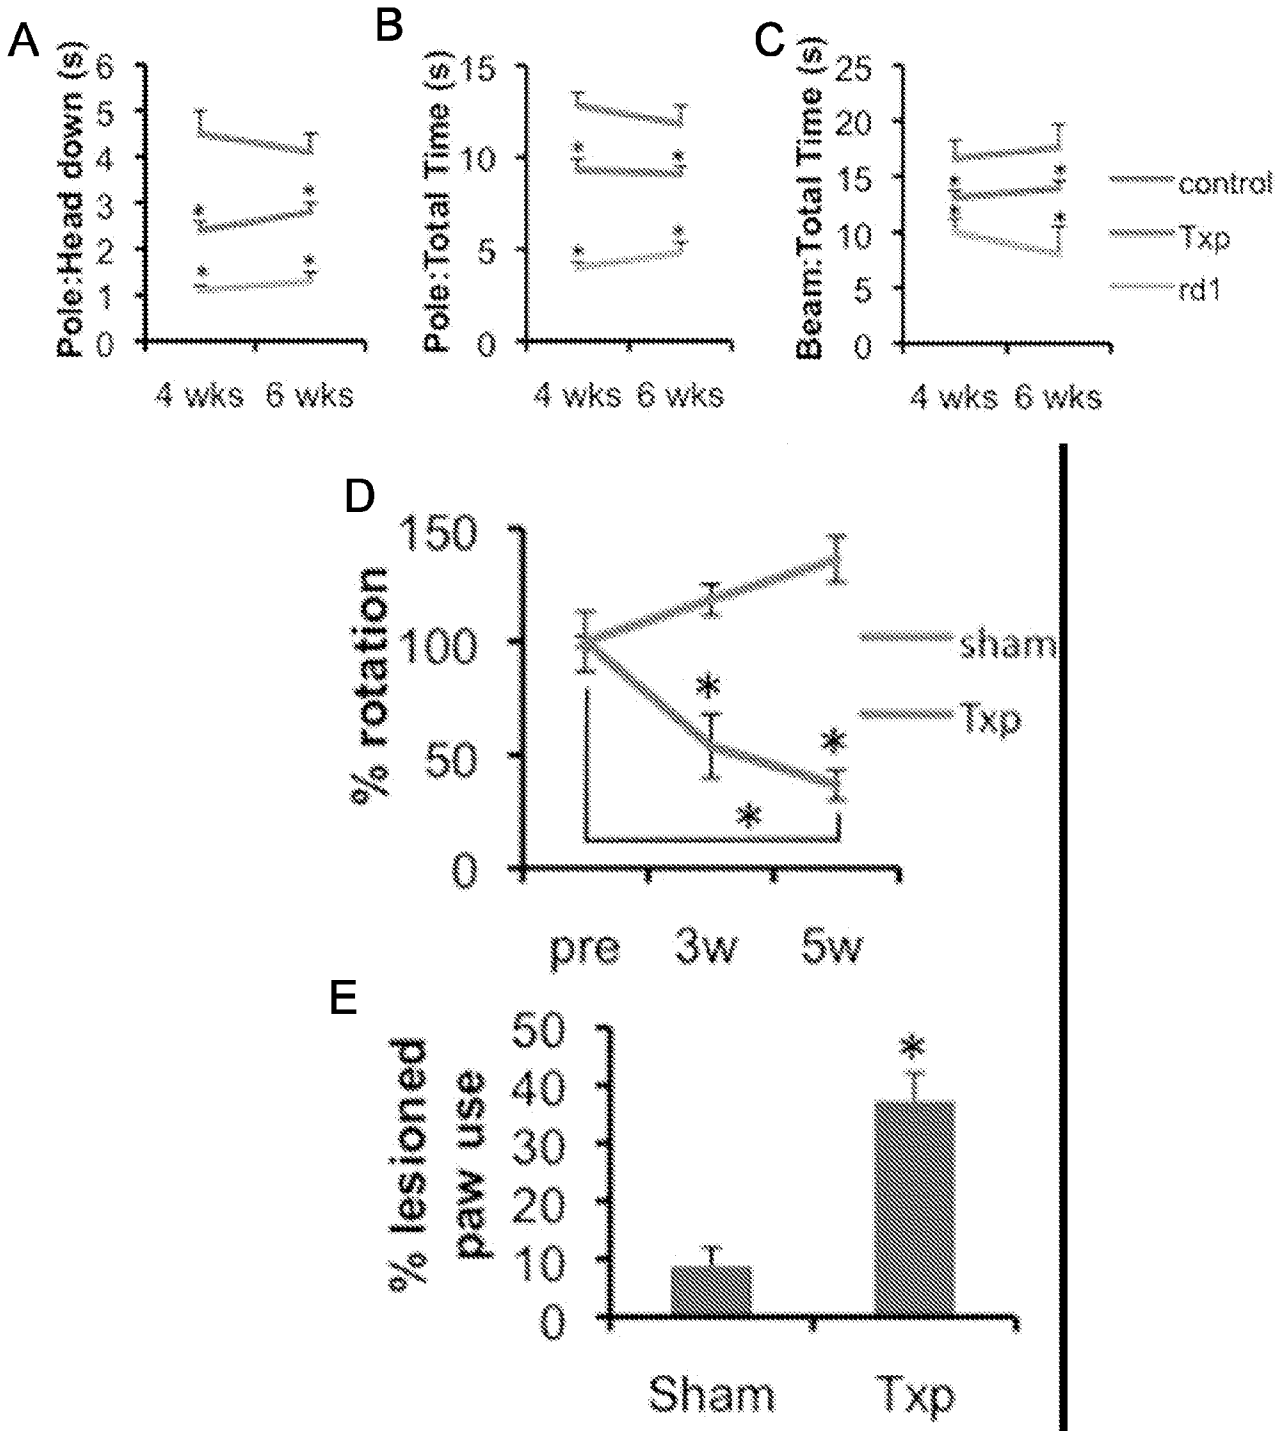 A
Pole:Head down (s)
6
5
4
3
2
1
0
*
*
*
*
4 wks 6 wks
B
Pole:Total Time (s)
15
10
5
0
*
*
*
*
4 wks 6 wks
C
Beam:Total Time (s)
25
20
15
10
5
0
*
*
*
*
4 wks 6 wks
control
Txp
rd1
D
% rotation
150
100
50
0
*
*
*
pre 3w 5w
sham
Txp
E
% lesioned
paw use
50
40
30
20
10
0
*
Sham Txp